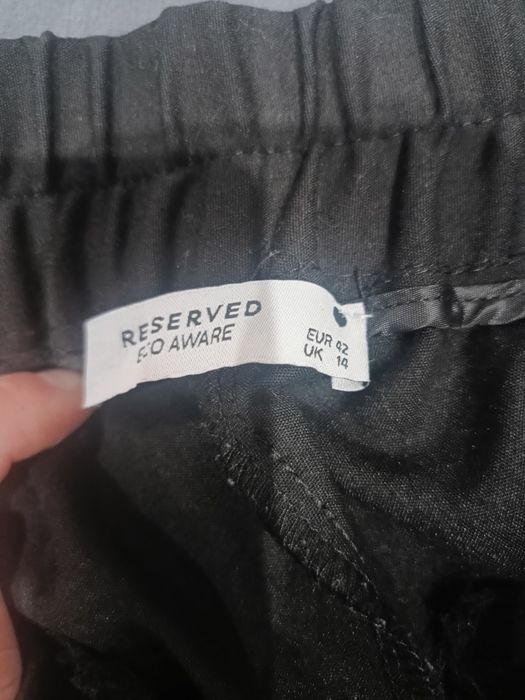 RESERVED
ECO AWARE
EUR 42
UK 14